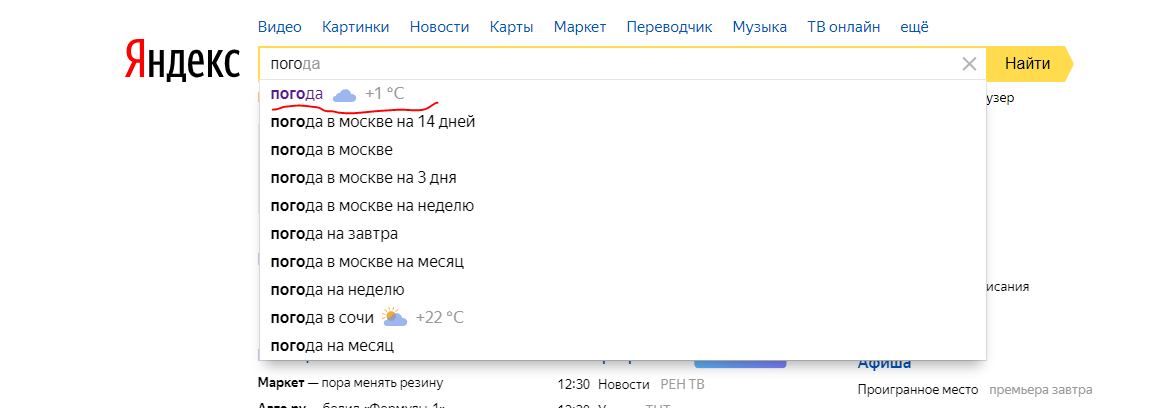 Видео Картинки Новости Карты Маркет Переводчик Музыка ТВ онлайн ещё
Яндекс погода Найти
погода +1 °C
узер
погода в москве на 14 дней
погода в москве
погода в москве на 3 дня
погода в москве на неделю
погода на завтра
погода в москве на месяц
погода на неделю
исания
погода в сочи +22 °C
погода на месяц
Афиша
Маркет — пора менять резину
12:30 Новости РЕН ТВ
Проигранное место премьера завтра